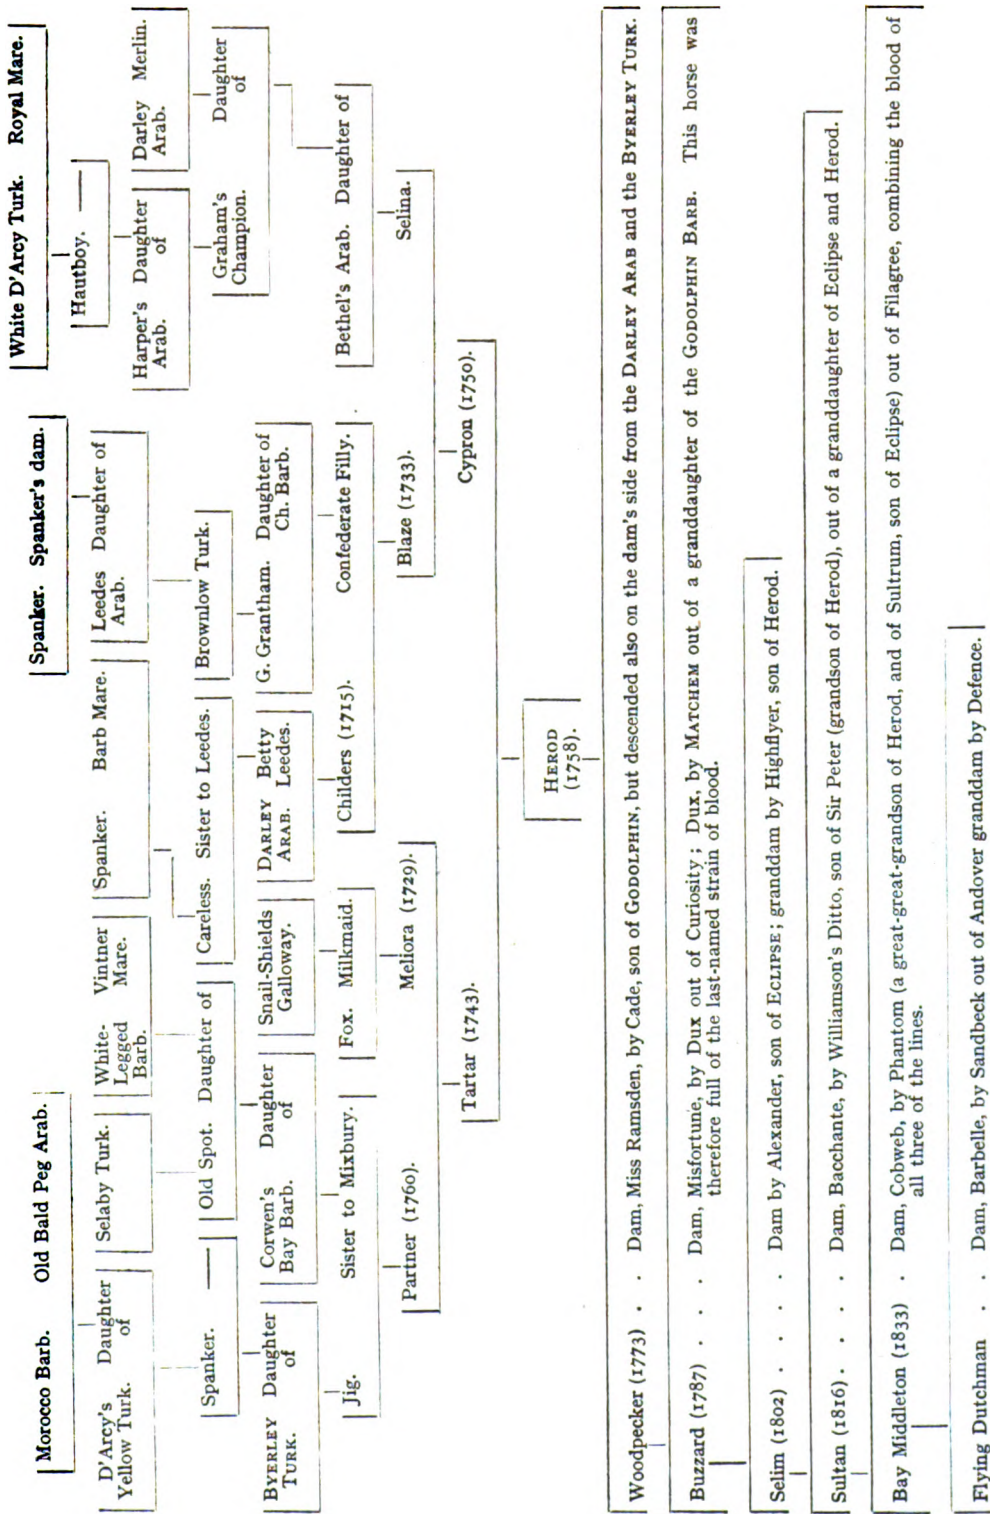 Morocco Barb. Old Bald Peg Arab.
Spanker. Spanker's dam.
White D'Arcy Turk. Royal Mare.
D'Arcy's Yellow Turk. Daughter of
Selaby Turk.
White-Legged Barb. Vintner Mare.
Spanker. Barb Mare.
Leedes Arab. Daughter of
Hautboy. —
Harper's Arab. Daughter of
Darley Arab. Merlin.
Spanker. —
Old Spot. Daughter of
Careless. Sister to Leedes.
Brownlow Turk.
Graham's Champion. Daughter of
BYERLEY TURK. Daughter of
Corwen's Bay Barb. Daughter of
Snail-Shields Galloway.
DARLEY ARAB. Betty Leedes.
G. Grantham. Daughter of Ch. Barb.
Bethel's Arab. Daughter of
Jig. Sister to Mixbury.
Fox. Milkmaid.
Childers (1715). Confederate Filly.
Selina.
Partner (1760). Meliora (1729).
Blaze (1733).
Tartar (1743). Cypron (1750).
HEROD
(1758).
Woodpecker (1773) . . Dam, Miss Ramsden, by Cade, son of GODOLPHIN, but descended also on the dam's side from the DARLEY ARAB and the BYERLEY TURK.
Buzzard (1787) . . . Dam, Misfortune, by Dux out of Curiosity; Dux, by MATCHEM out of a granddaughter of the GODOLPHIN BARB. This horse was
therefore full of the last-named strain of blood.
Selim (1802) . . . . Dam by Alexander, son of ECLIPSE; granddam by Highflyer, son of Herod.
Sultan (1816) . . . . Dam, Bacchante, by Williamson's Ditto, son of Sir Peter (grandson of Herod), out of a granddaughter of Eclipse and Herod.
Bay Middleton (1833) . Dam, Cobweb, by Phantom (a great-great-grandson of Herod, and of Sultrum, son of Eclipse) out of Filagree, combining the blood of
all three of the lines.
Flying Dutchman . . Dam, Barbelle, by Sandbeck out of Andover granddam by Defence.